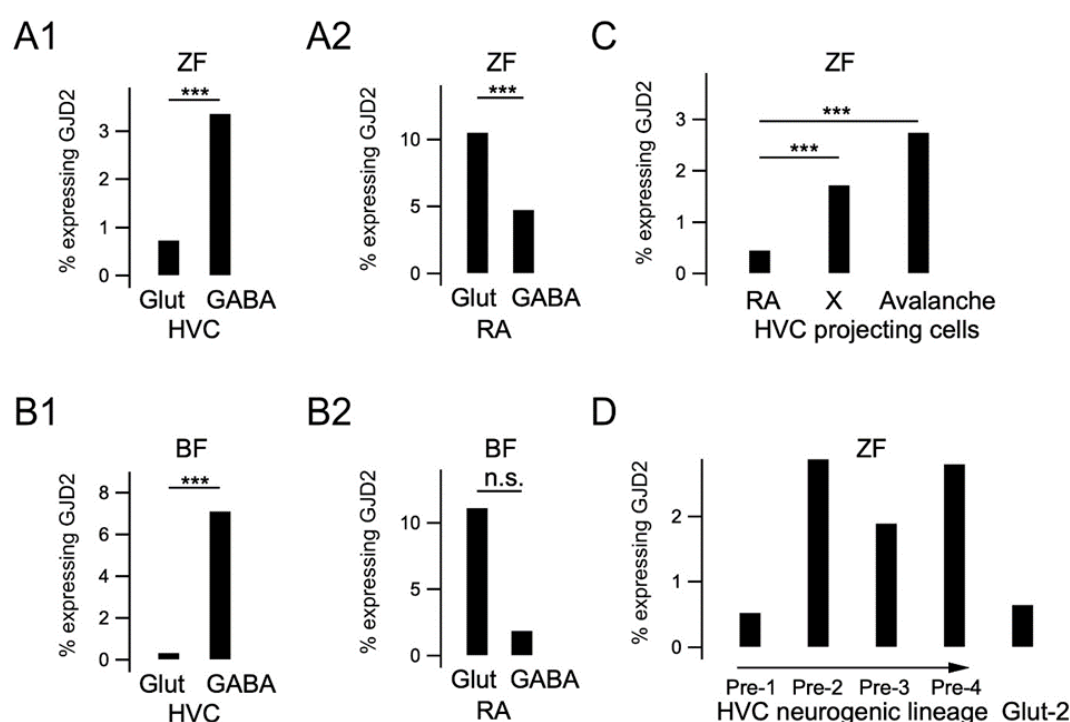 A1
ZF
***
% expressing GJD2
3
2
1
0
Glut GABA
HVC
A2
ZF
***
% expressing GJD2
10
5
0
Glut GABA
RA
C
ZF
***
***
% expressing GJD2
3
2
1
0
RA X Avalanche
HVC projecting cells
B1
BF
***
% expressing GJD2
8
6
4
2
0
Glut GABA
HVC
B2
BF
n.s.
% expressing GJD2
10
5
0
Glut GABA
RA
D
ZF
% expressing GJD2
2
1
0
Pre-1 Pre-2 Pre-3 Pre-4
HVC neurogenic lineage Glut-2